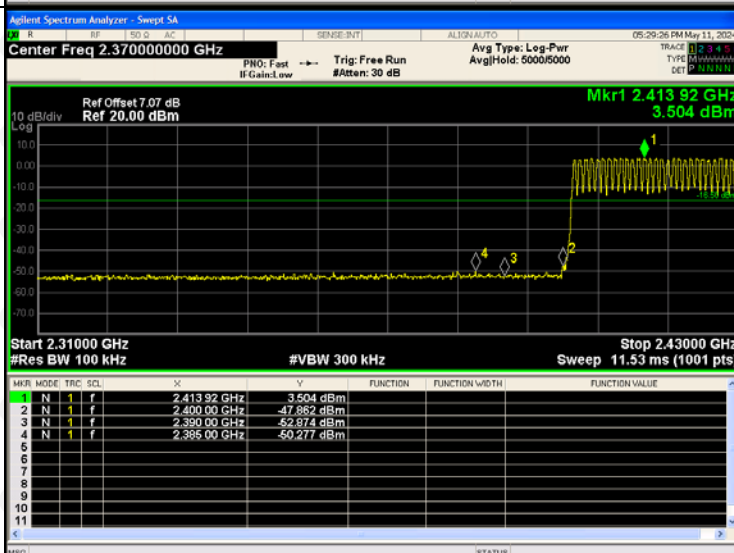 Agilent Spectrum Analyzer - Swept SA
LXI R RF 50 Ω AC SENSE:INT ALIGNAUTO 05:29:26 PM May 11, 2024
Center Freq 2.370000000 GHz Avg Type: Log-Pwr TRACE 1 2 3 4 5
PNO: Fast Trig: Free Run Avg|Hold: 5000/5000 TYPE M
IFGain:Low #Atten: 30 dB DET P N N N N
Mkr1 2.413 92 GHz
Ref Offset 7.07 dB
10 dB/div Ref 20.00 dBm 3.504 dBm
Log
10.0
0.00
-10.0
-20.0
-30.0
-40.0
-50.0
-60.0
-70.0
1
2
3
4
-16.50 dBm
Start 2.31000 GHz Stop 2.43000 GHz
#Res BW 100 kHz #VBW 300 kHz Sweep 11.53 ms (1001 pts
MKR MODE TRC SCL X Y FUNCTION FUNCTION WIDTH FUNCTION VALUE
1 N 1 f 2.413 92 GHz 3.504 dBm
2 N 1 f 2.400 00 GHz -47.862 dBm
3 N 1 f 2.390 00 GHz -52.874 dBm
4 N 1 f 2.385 00 GHz -50.277 dBm
5
6
7
8
9
10
11
MSG STATUS